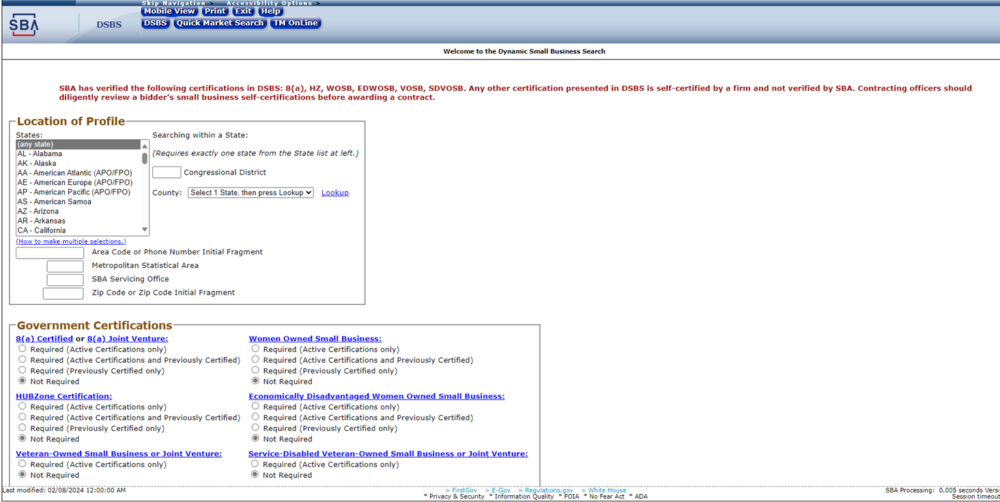 Skip Navigation > Accessibility Options >
Mobile View Print Exit Help
SBA DSBS DSBS Quick Market Search TM OnLine
Welcome to the Dynamic Small Business Search
SBA has verified the following certifications in DSBS: 8(a), HZ, WOSB, EDWOSB, VOSB, SDVOSB. Any other certification presented in DSBS is self-certified by a firm and not verified by SBA. Contracting officers should
diligently review a bidder's small business self-certifications before awarding a contract.
Location of Profile
States: Searching within a State:
(any state)
AL - Alabama (Requires exactly one state from the State list at left.)
AK - Alaska
AA - American Atlantic (APO/FPO) Congressional District
AE - American Europe (APO/FPO)
AP - American Pacific (APO/FPO) County: Select 1 State, then press Lookup Lookup
AS - American Samoa
AZ - Arizona
AR - Arkansas
CA - California
(How to make multiple selections.)
Area Code or Phone Number Initial Fragment
Metropolitan Statistical Area
SBA Servicing Office
Zip Code or Zip Code Initial Fragment
Government Certifications
8(a) Certified or 8(a) Joint Venture: Women Owned Small Business:
Required (Active Certifications only) Required (Active Certifications only)
Required (Active Certifications and Previously Certified) Required (Active Certifications and Previously Certified)
Required (Previously Certified only) Required (Previously Certified only)
Not Required Not Required
HUBZone Certification: Economically Disadvantaged Women Owned Small Business:
Required (Active Certifications only) Required (Active Certifications only)
Required (Active Certifications and Previously Certified) Required (Active Certifications and Previously Certified)
Required (Previously Certified only) Required (Previously Certified only)
Not Required Not Required
Veteran-Owned Small Business or Joint Venture: Service-Disabled Veteran-Owned Small Business or Joint Venture:
Required (Active Certifications only) Required (Active Certifications only)
Not Required Not Required
Last modified: 02/08/2024 12:00:00 AM > FirstGov > E-Gov > Regulations.gov > White House SBA Processing: 0.005 seconds Versi
* Privacy & Security * Information Quality * FOIA * No Fear Act * ADA Session timeout